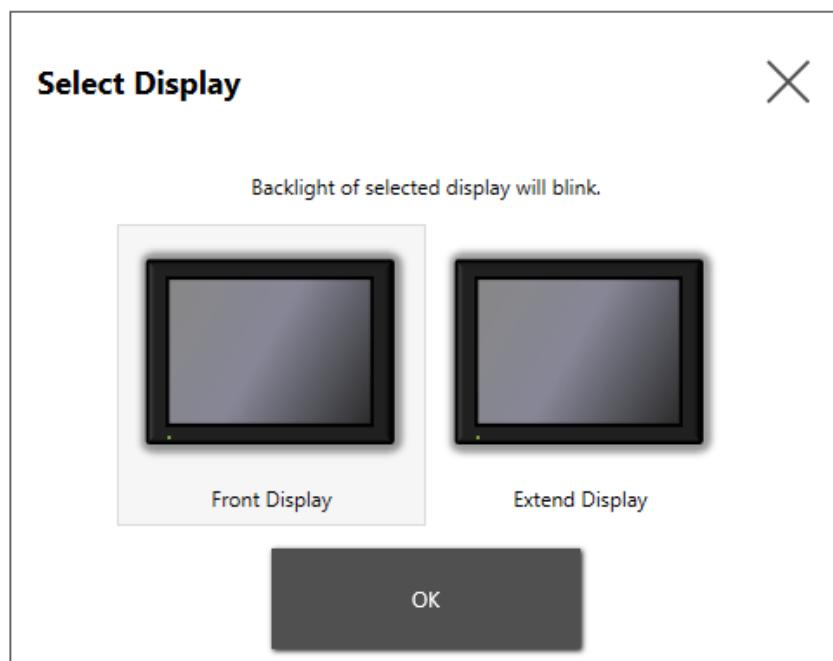 Select Display
Backlight of selected display will blink.
Front Display
Extend Display
OK